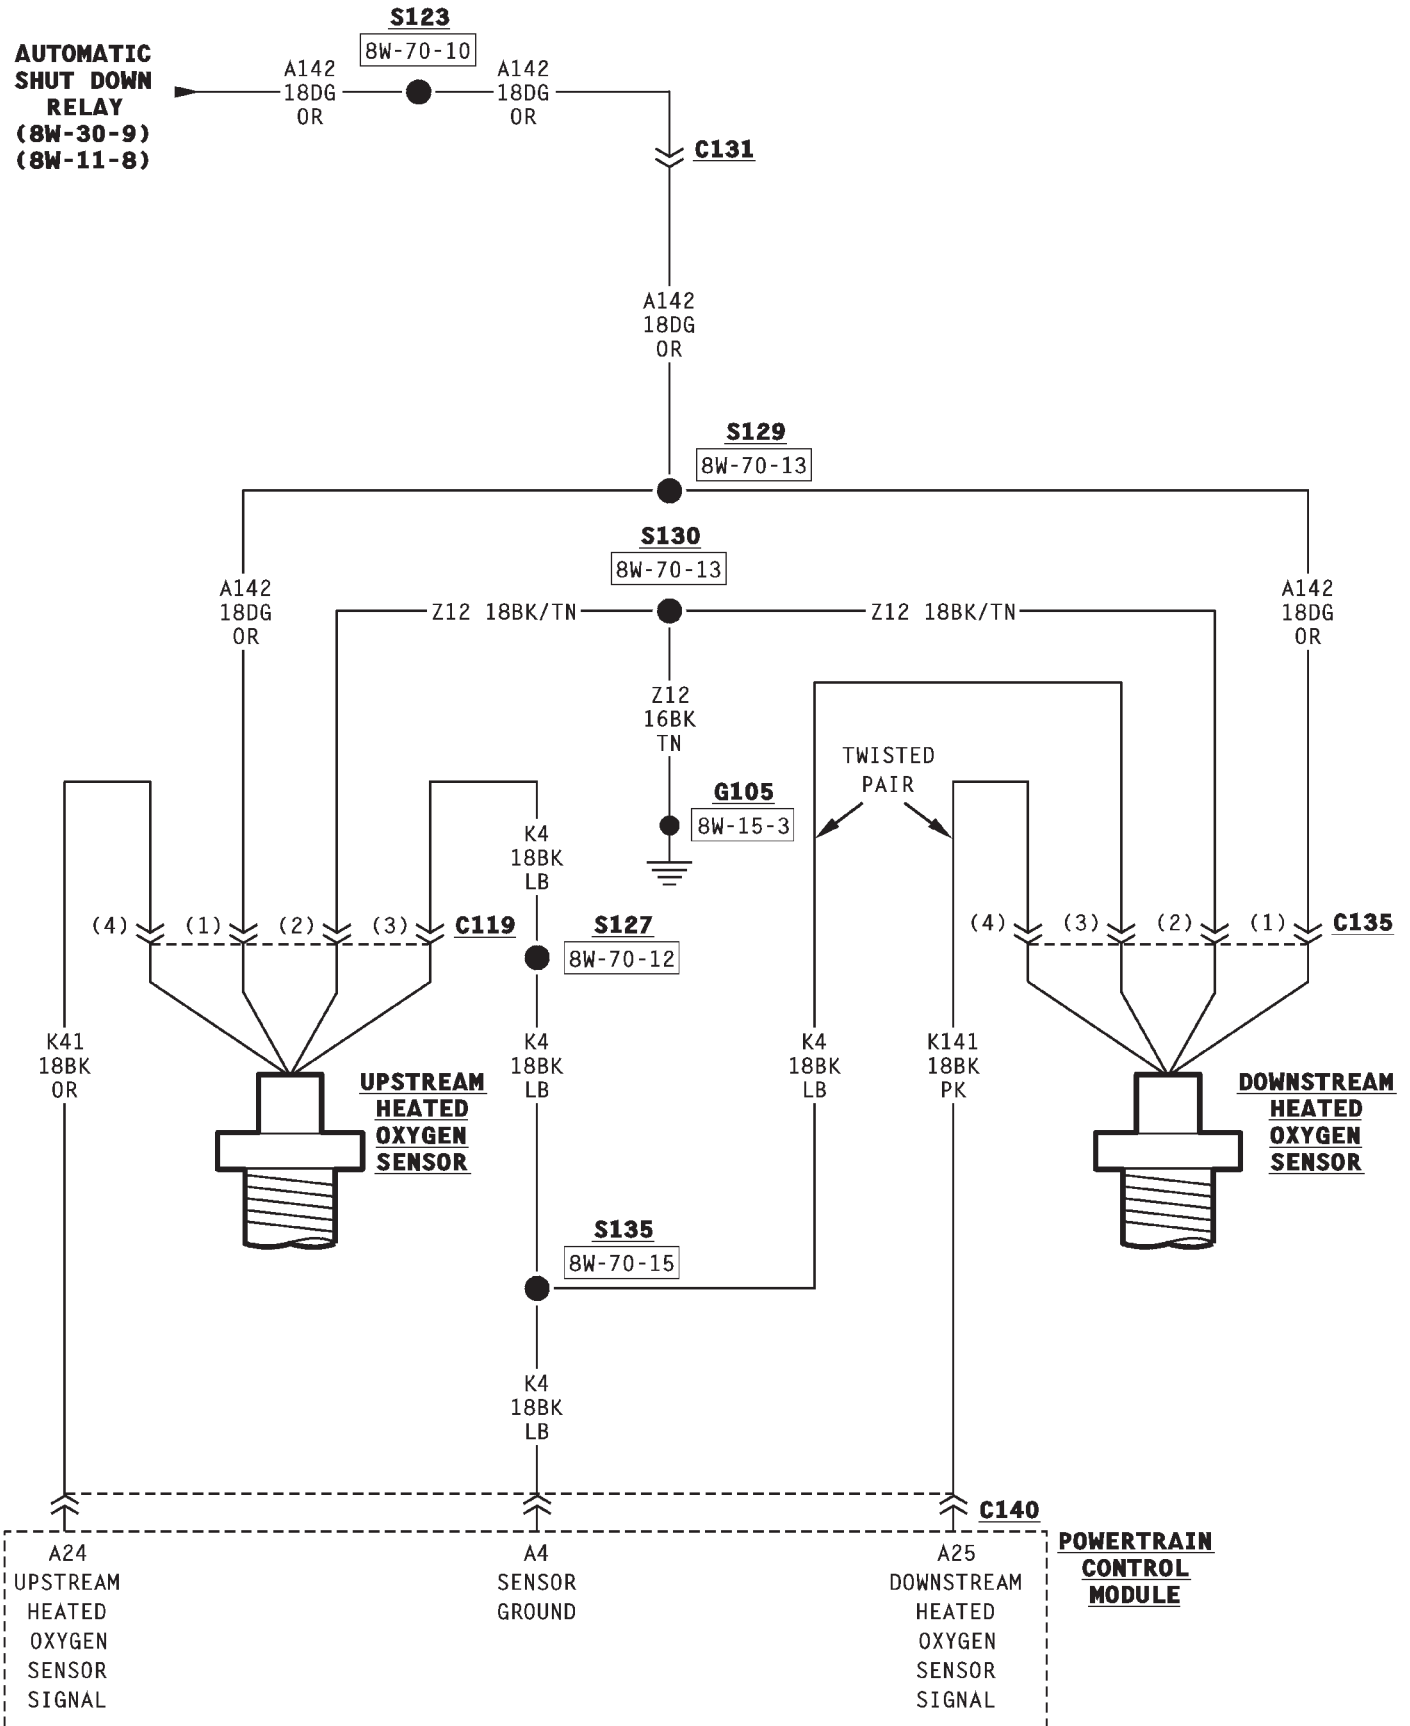 S123
8W-70-10
AUTOMATIC
SHUT DOWN
RELAY
(8W-30-9)
(8W-11-8)
A142
18DG
OR
A142
18DG
OR
C131
A142
18DG
OR
S129
8W-70-13
S130
8W-70-13
A142
18DG
OR
Z12 18BK/TN
Z12 18BK/TN
A142
18DG
OR
Z12
16BK
TN
TWISTED
PAIR
G105
8W-15-3
K4
18BK
LB
(4)
(1)
(2)
(3)
C119
S127
8W-70-12
(4)
(3)
(2)
(1)
C135
K41
18BK
OR
K4
18BK
LB
K4
18BK
LB
K141
18BK
PK
UPSTREAM
HEATED
OXYGEN
SENSOR
DOWNSTREAM
HEATED
OXYGEN
SENSOR
S135
8W-70-15
K4
18BK
LB
C140
A24
UPSTREAM
HEATED
OXYGEN
SENSOR
SIGNAL
A4
SENSOR
GROUND
A25
DOWNSTREAM
HEATED
OXYGEN
SENSOR
SIGNAL
POWERTRAIN
CONTROL
MODULE